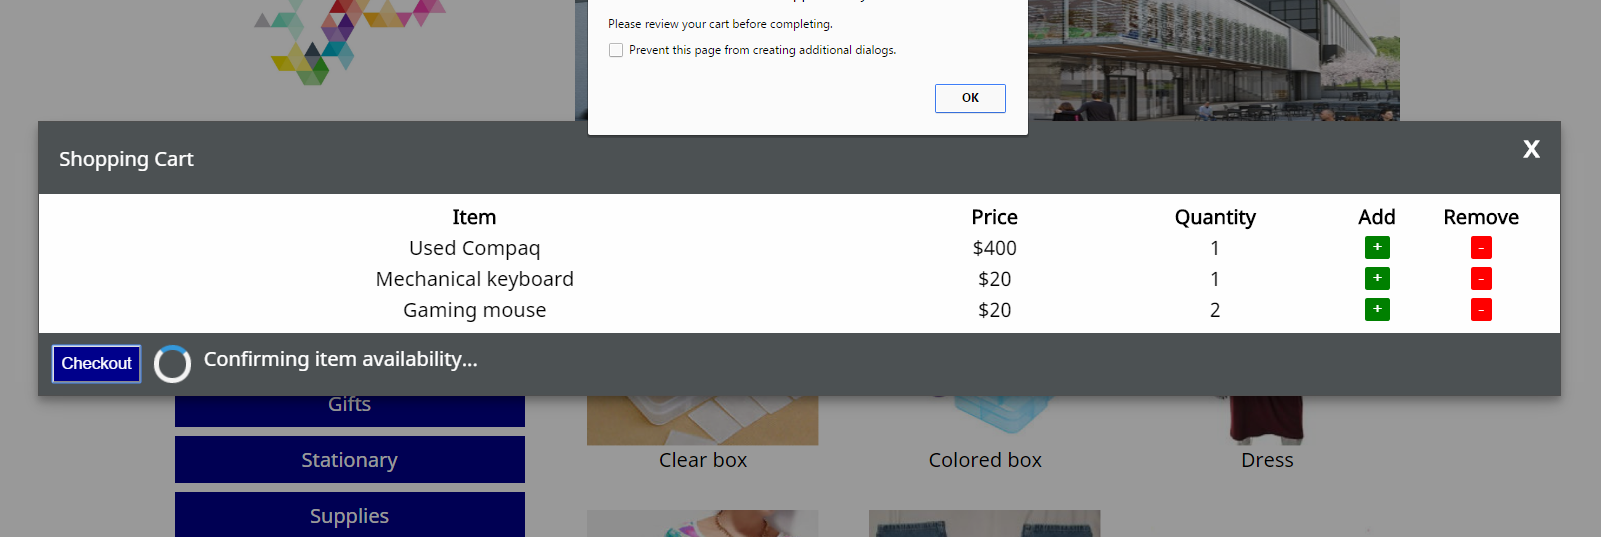 Please review your cart before completing.
Prevent this page from creating additional dialogs.
OK
Shopping Cart
X
Item Price Quantity Add Remove
Used Compaq $400 1 + -
Mechanical keyboard $20 1 + -
Gaming mouse $20 2 + -
Checkout Confirming item availability...
Gifts
Stationary
Supplies
Clear box Colored box Dress